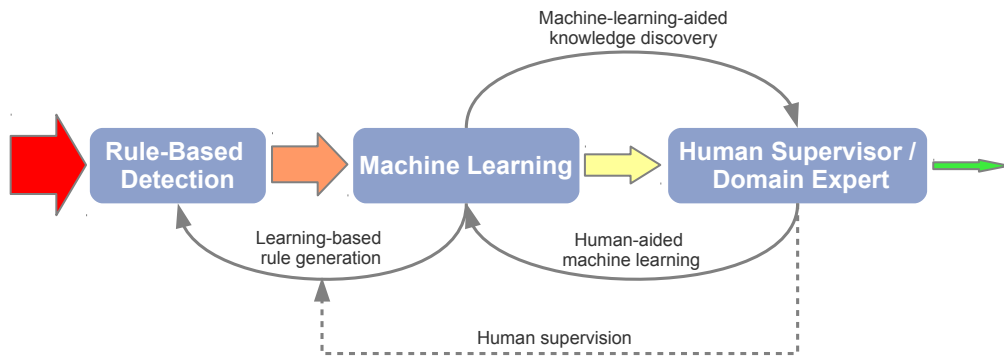 Machine-learning-aided
knowledge discovery
Rule-Based
Detection
Machine Learning
Human Supervisor /
Domain Expert
Learning-based
rule generation
Human-aided
machine learning
Human supervision